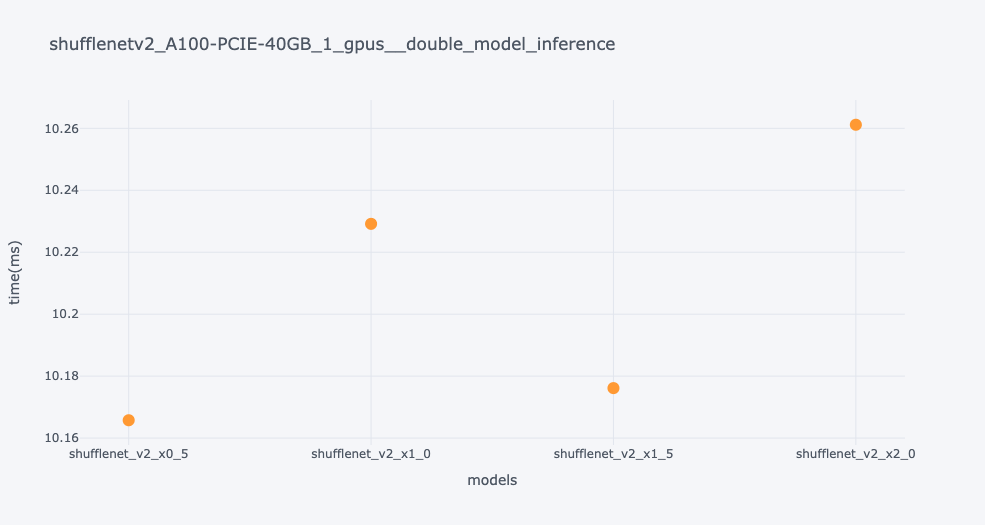 shufflenetv2_A100-PCIE-40GB_1_gpus__double_model_inference
10.26
10.24
10.22
10.2
10.18
10.16
time(ms)
shufflenet_v2_x0_5 shufflenet_v2_x1_0 shufflenet_v2_x1_5 shufflenet_v2_x2_0
models